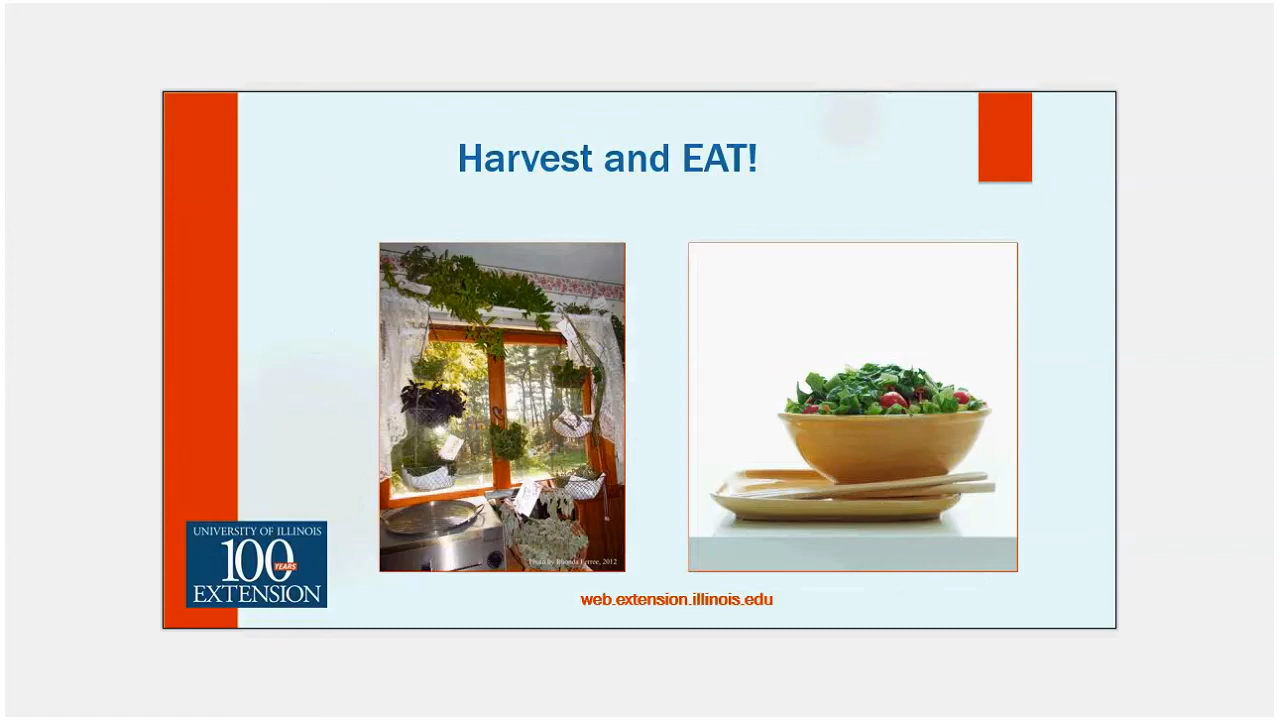 Harvest and EAT!
Photo by Rhonda Ferree, 2012
UNIVERSITY OF ILLINOIS
100
YEARS
EXTENSION
web.extension.illinois.edu